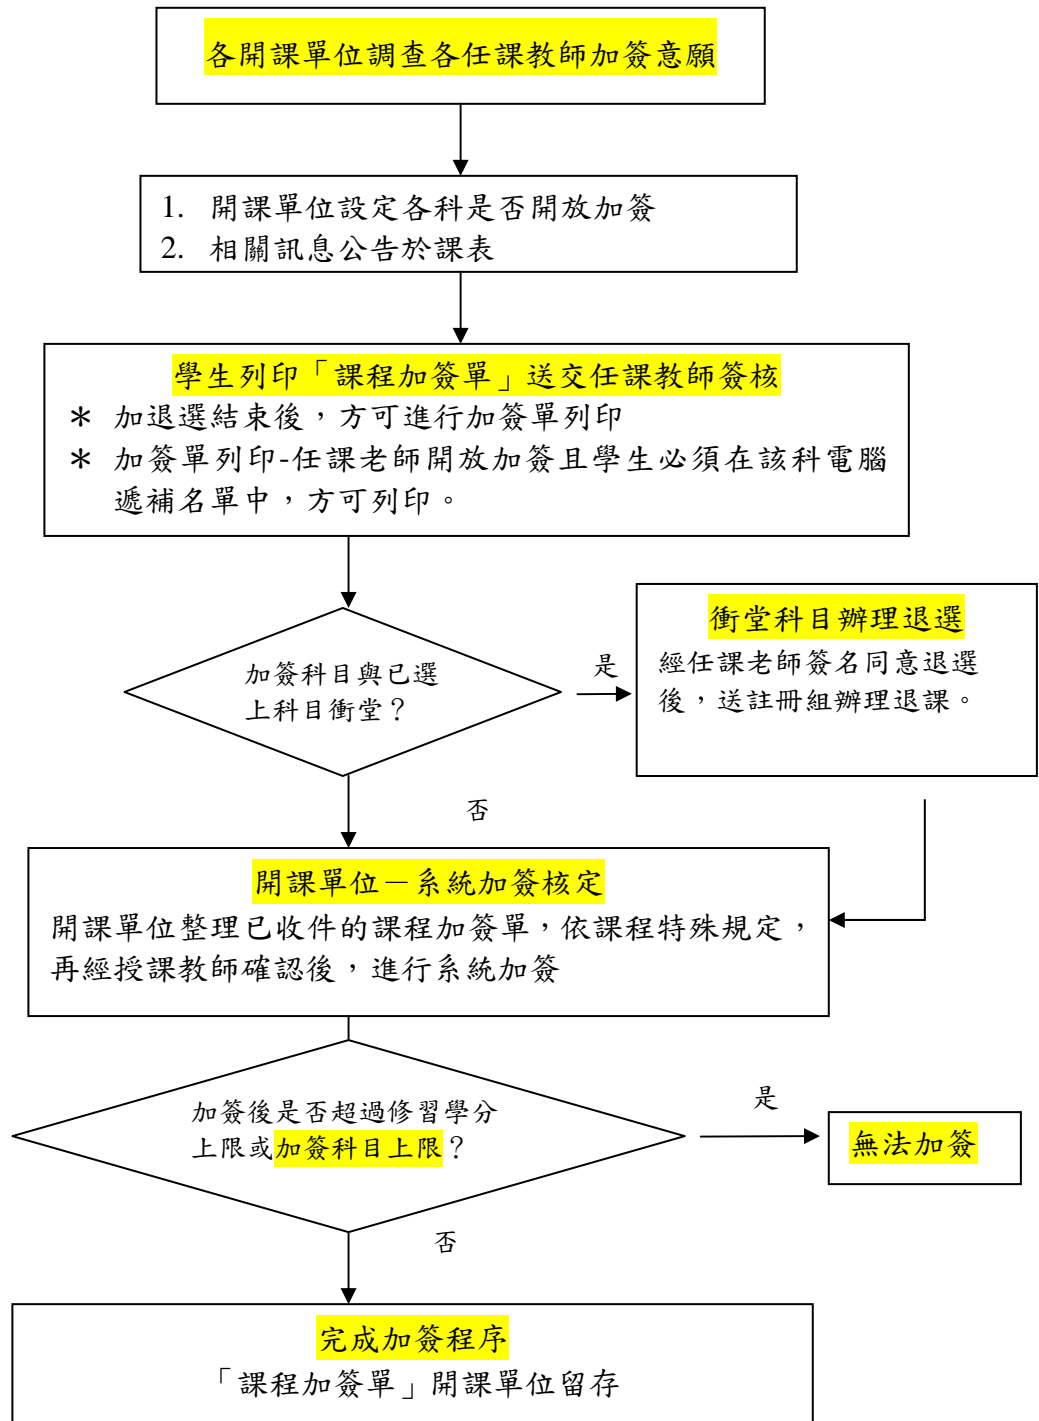 各開課單位調查各任課教師加簽意願
1. 開課單位設定各科是否開放加簽
2. 相關訊息公告於課表
學生列印「課程加簽單」送交任課教師簽核
＊ 加退選結束後，方可進行加簽單列印
＊ 加簽單列印-任課老師開放加簽且學生必須在該科電腦
遞補名單中，方可列印。
加簽科目與已選
上科目衝堂？
是
衝堂科目辦理退選
經任課老師簽名同意退選
後，送註冊組辦理退課。
否
開課單位－系統加簽核定
開課單位整理已收件的課程加簽單，依課程特殊規定，
再經授課教師確認後，進行系統加簽
加簽後是否超過修習學分
上限或加簽科目上限？
是
無法加簽
否
完成加簽程序
「課程加簽單」開課單位留存